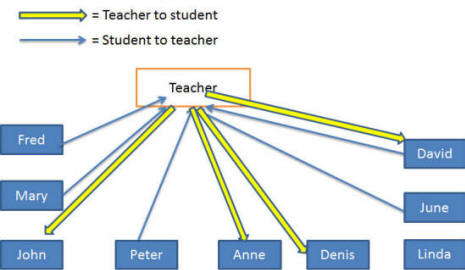 = Teacher to student
= Student to teacher
Teacher
Fred
David
Mary
June
John
Peter
Anne
Denis
Linda